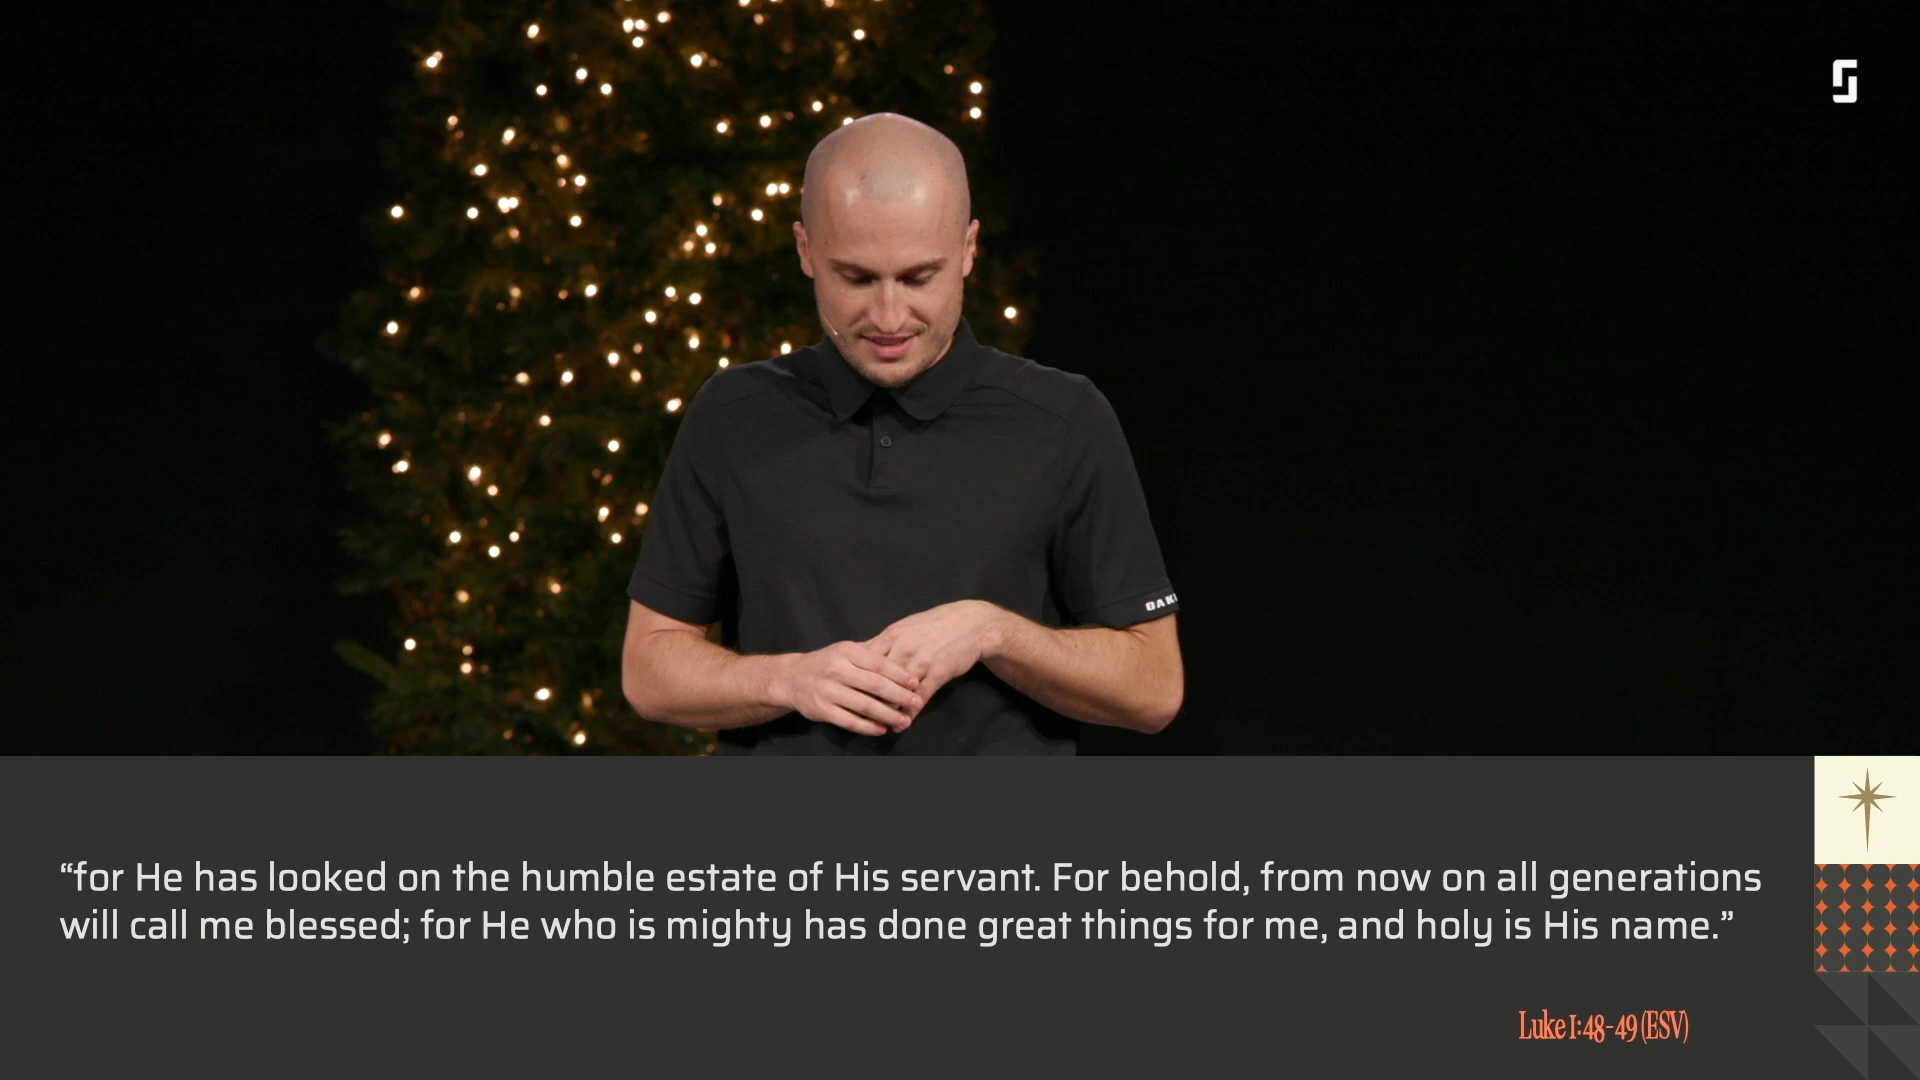 OAK
“for He has looked on the humble estate of His servant. For behold, from now on all generations
will call me blessed; for He who is mighty has done great things for me, and holy is His name.”
Luke 1:48-49 (ESV)